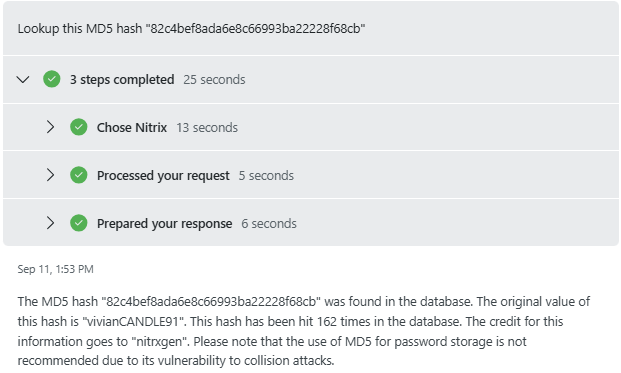 Lookup this MD5 hash "82c4bef8ada6e8c66993ba22228f68cb"
3 steps completed 25 seconds
Chose Nitrix 13 seconds
Processed your request 5 seconds
Prepared your response 6 seconds
Sep 11, 1:53 PM
The MD5 hash "82c4bef8ada6e8c66993ba22228f68cb" was found in the database. The original value of
this hash is "vivianCANDLE91". This hash has been hit 162 times in the database. The credit for this
information goes to "nitrxgen". Please note that the use of MD5 for password storage is not
recommended due to its vulnerability to collision attacks.